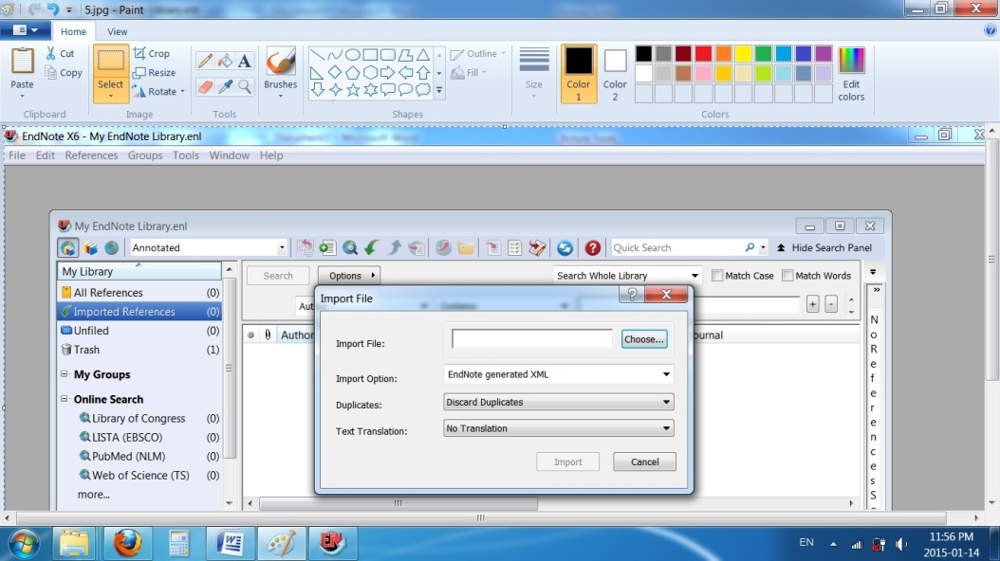 5.jpg - Paint
Home View
Paste
Cut
Copy
Clipboard
Select
Crop
Resize
Rotate
Image
A
Tools
Brushes
Outline
Fill
Shapes
Size
Color 1
Color 2
Edit colors
Colors
EndNote X6 - My EndNote Library.enl
File Edit References Groups Tools Window Help
My EndNote Library.enl
Annotated
Quick Search
Hide Search Panel
My Library
All References (0)
Imported References (0)
Unfiled (0)
Trash (1)
My Groups
Online Search
Library of Congress (0)
LISTA (EBSCO) (0)
PubMed (NLM) (0)
Web of Science (TS) (0)
more...
Search Options Search Whole Library Match Case Match Words
Aut Contains + -
Author ournal
No References S
Import File
Import File: Choose...
Import Option: EndNote generated XML
Duplicates: Discard Duplicates
Text Translation: No Translation
Import Cancel
EN
11:56 PM
2015-01-14